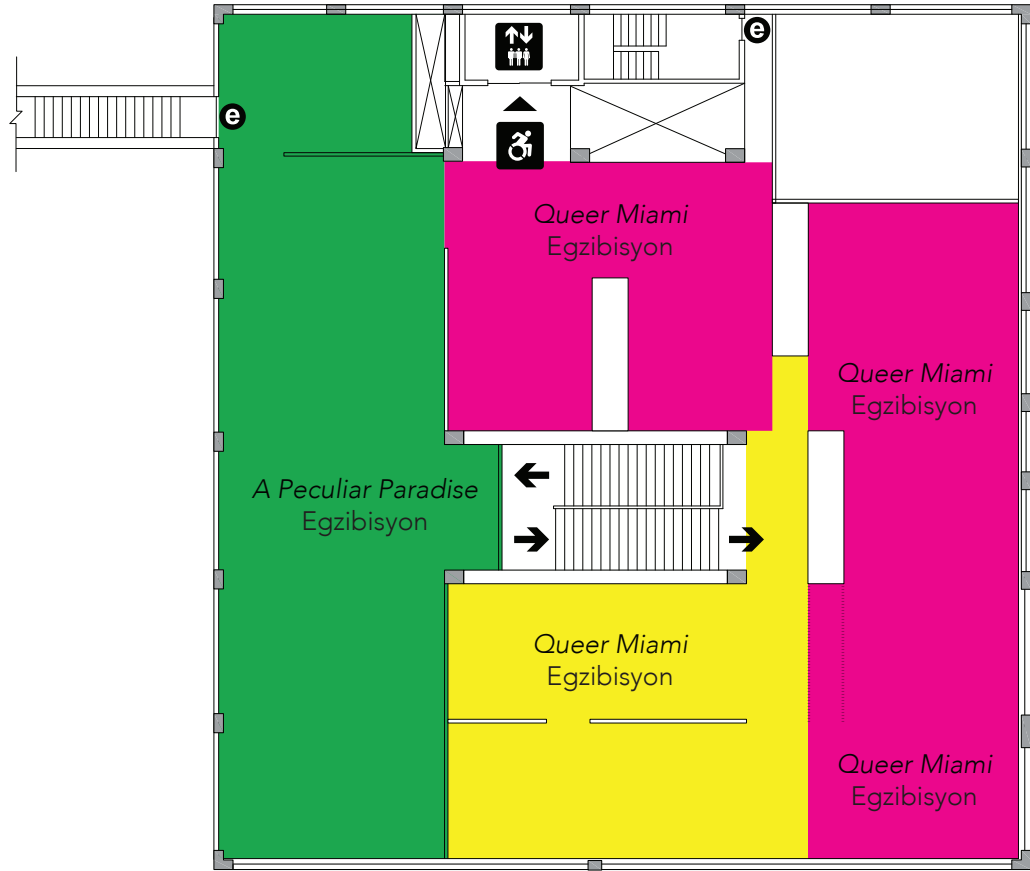 e
e
Queer Miami
Egzibisyon
Queer Miami
Egzibisyon
A Peculiar Paradise
Egzibisyon
Queer Miami
Egzibisyon
Queer Miami
Egzibisyon